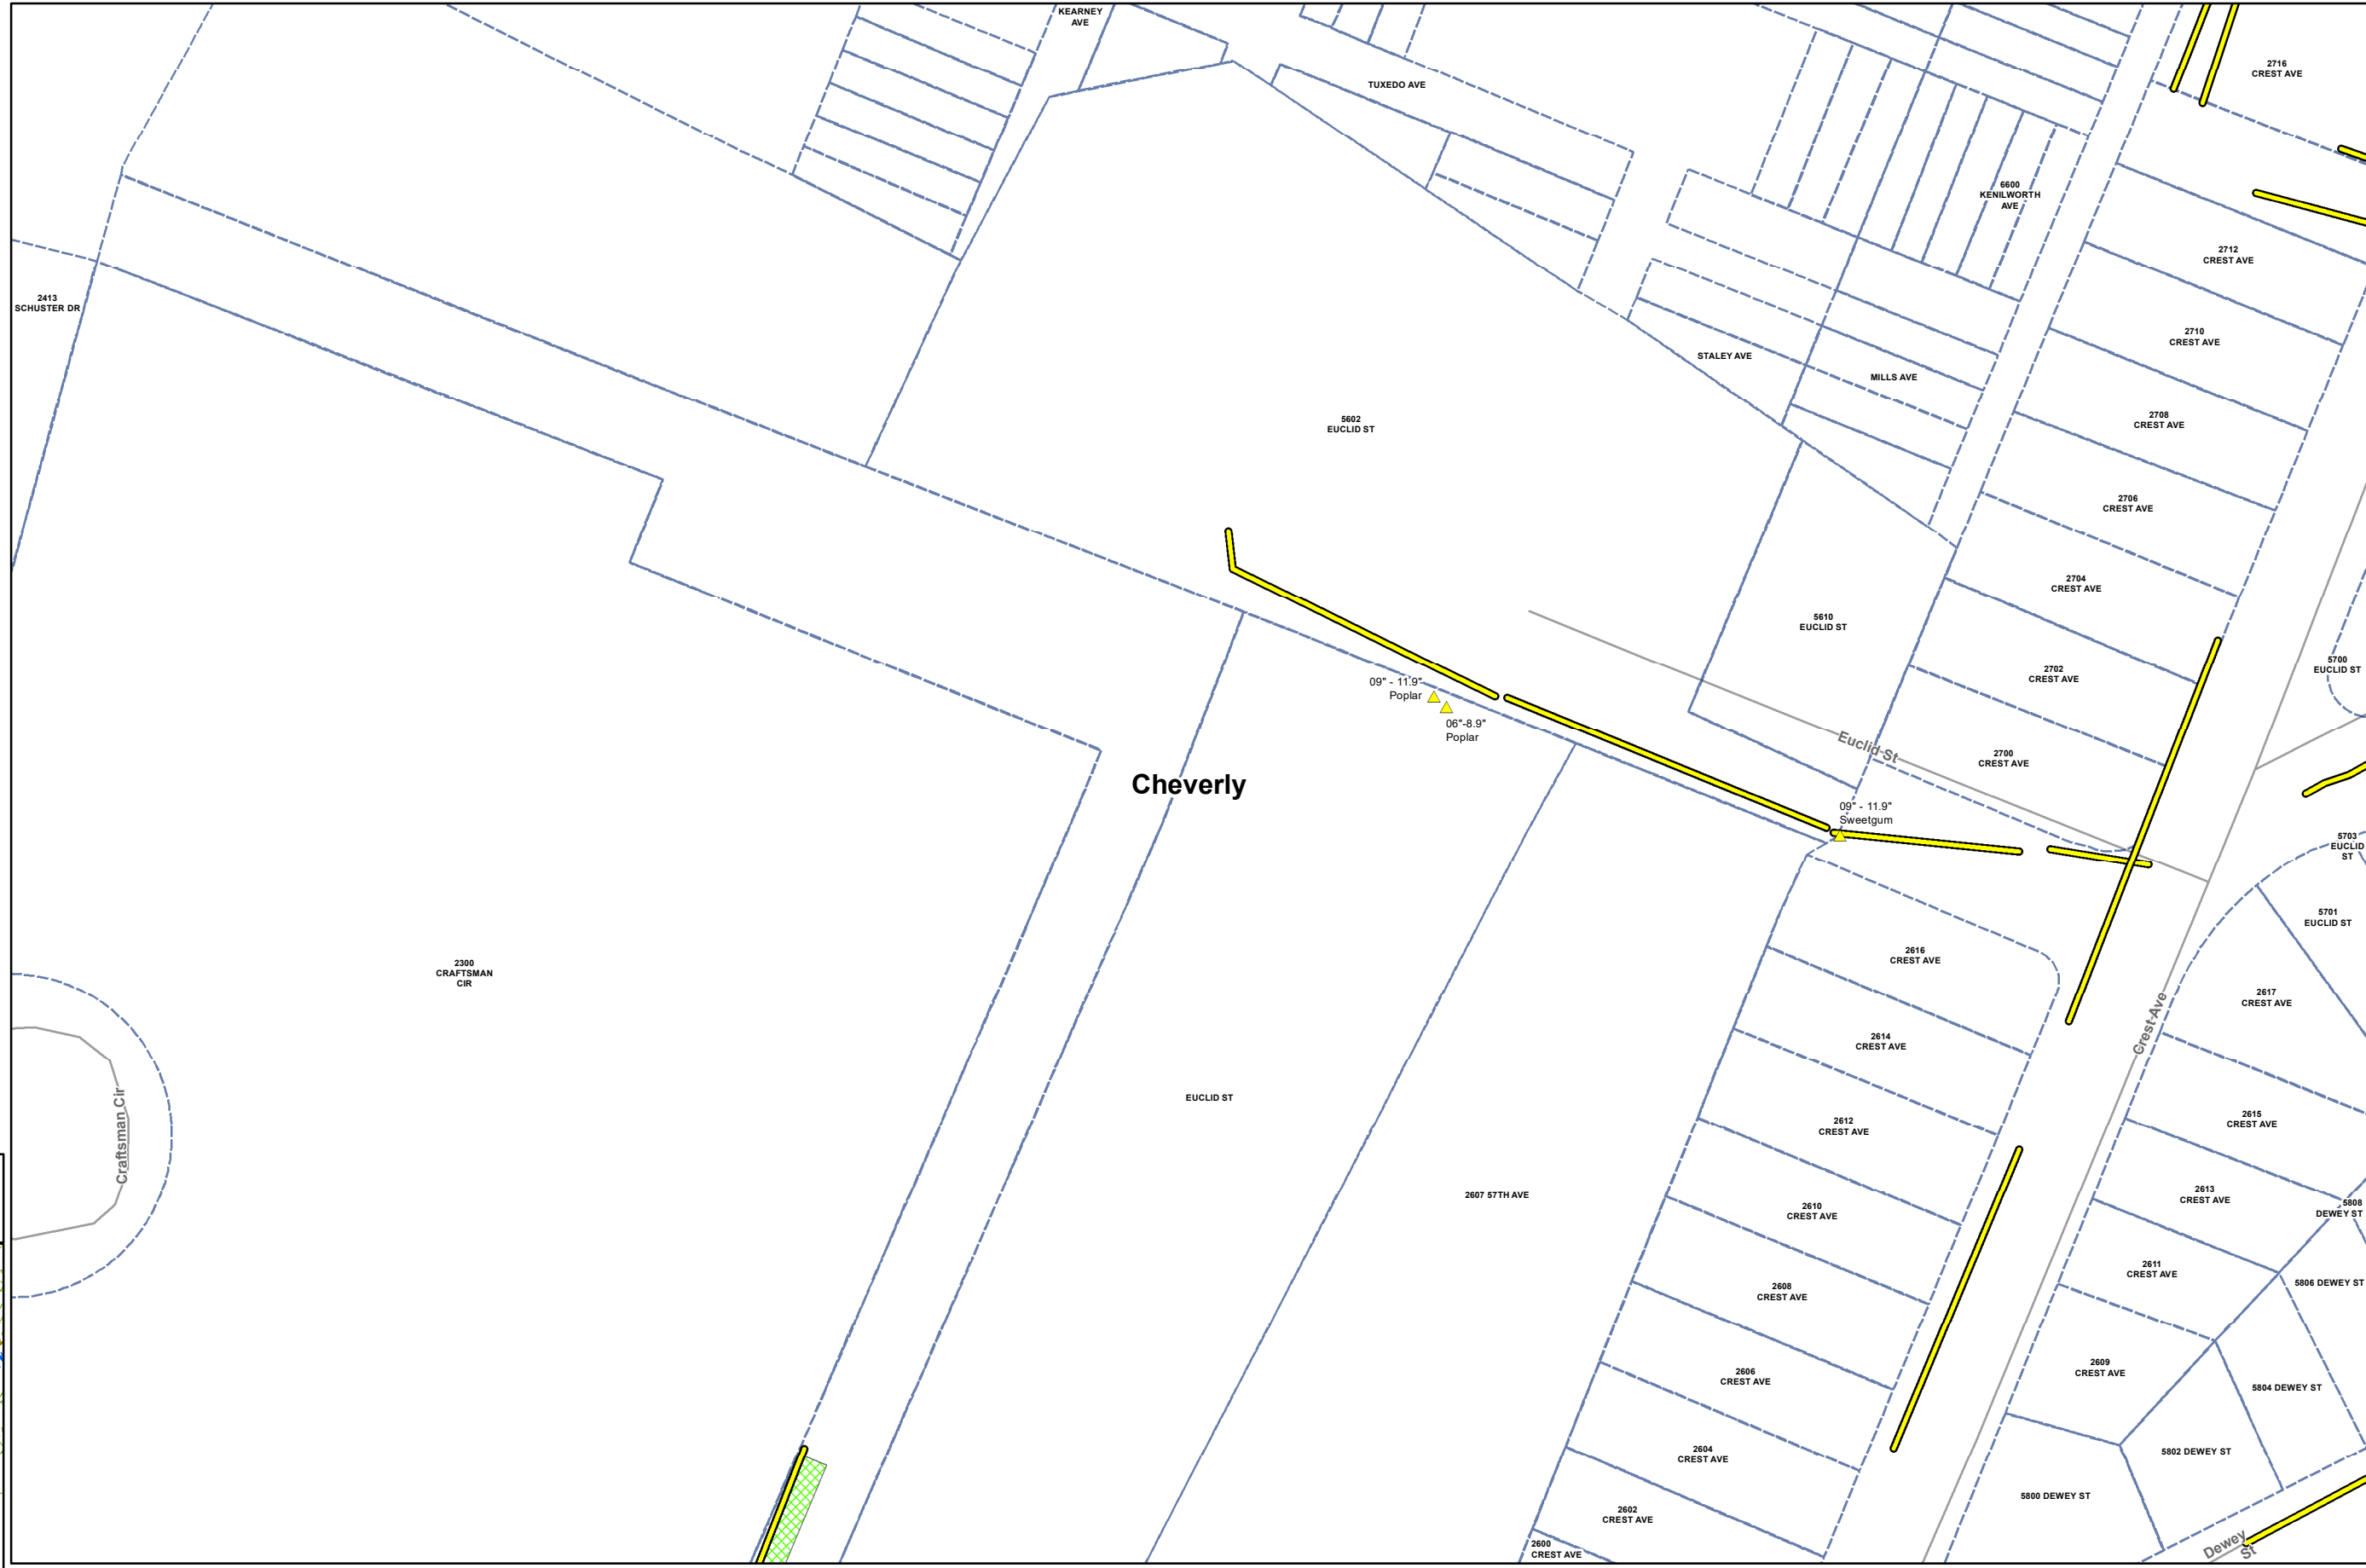 KEARNEY
AVE
TUXEDO AVE
2716
CREST AVE
6600
KENILWORTH
AVE
2712
CREST AVE
2413
SCHUSTER DR
2710
CREST AVE
STALEY AVE
MILLS AVE
5602
EUCLID ST
2708
CREST AVE
2706
CREST AVE
2704
CREST AVE
5610
EUCLID ST
5700
EUCLID ST
2702
CREST AVE
09" - 11.9"
Poplar
06"-8.9"
Poplar
Euclid St
2700
CREST AVE
Cheverly
09" - 11.9"
Sweetgum
5703
EUCLID
ST
5701
EUCLID ST
2616
CREST AVE
2300
CRAFTSMAN
CIR
2617
CREST AVE
Crest Ave
2614
CREST AVE
Craftsman Cir
EUCLID ST
2612
CREST AVE
2615
CREST AVE
2607 57TH AVE
2613
CREST AVE
5808
DEWEY ST
2610
CREST AVE
2611
CREST AVE
5806 DEWEY ST
2608
CREST AVE
2609
CREST AVE
2606
CREST AVE
5804 DEWEY ST
2604
CREST AVE
5802 DEWEY ST
5800 DEWEY ST
2602
CREST AVE
2600
CREST AVE
Dewey
St